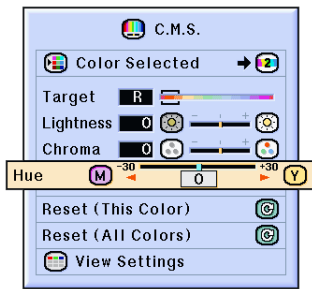 C.M.S.
Color Selected 2
Target R
Lightness 0 - +
Chroma 0 - +
Hue M -30 0 +30 Y
Reset (This Color)
Reset (All Colors)
View Settings